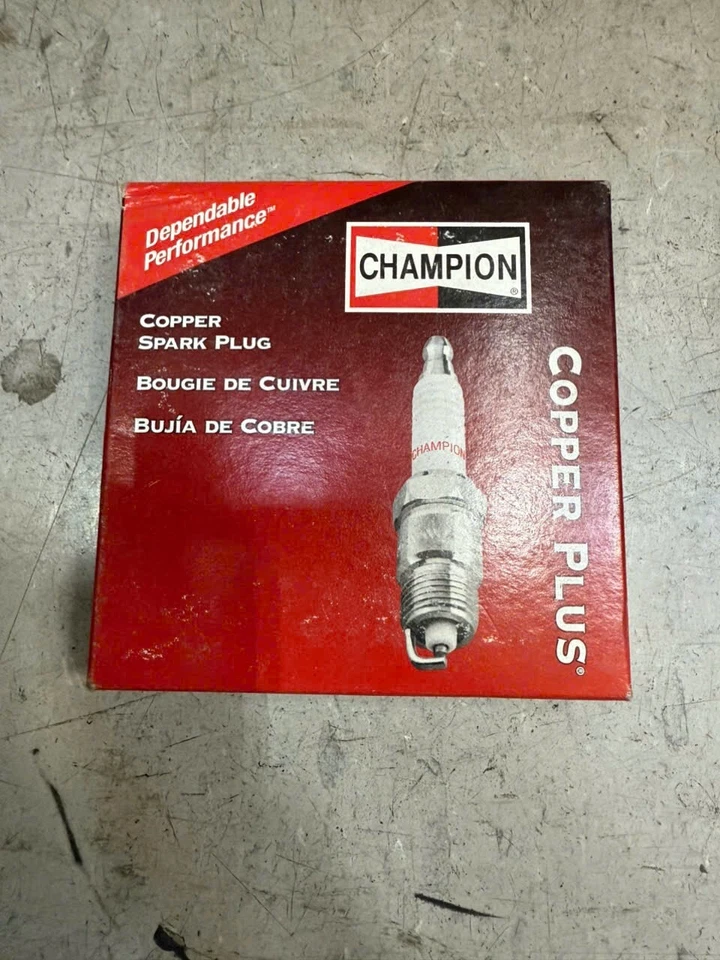 Dependable
Performance™
CHAMPION®
COPPER
SPARK PLUG
BOUGIE DE CUIVRE
BUJÍA DE COBRE
CHAMPION
COPPER PLUS®